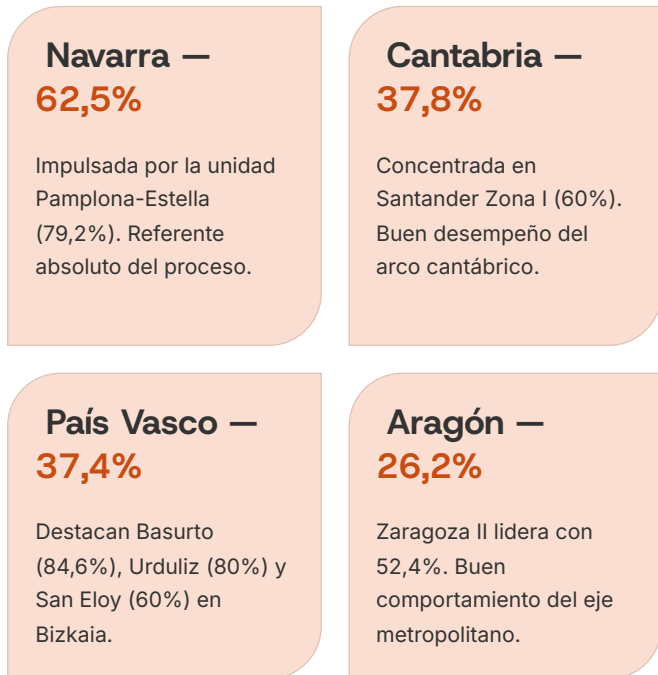 Navarra —
62,5%
Impulsada por la unidad
Pamplona-Estella
(79,2%). Referente
absoluto del proceso.
Cantabria —
37,8%
Concentrada en
Santander Zona I (60%).
Buen desempeño del
arco cantábrico.
País Vasco —
37,4%
Destacan Basurto
(84,6%), Urduliz (80%) y
San Eloy (60%) en
Bizkaia.
Aragón —
26,2%
Zaragoza II lidera con
52,4%. Buen
comportamiento del eje
metropolitano.